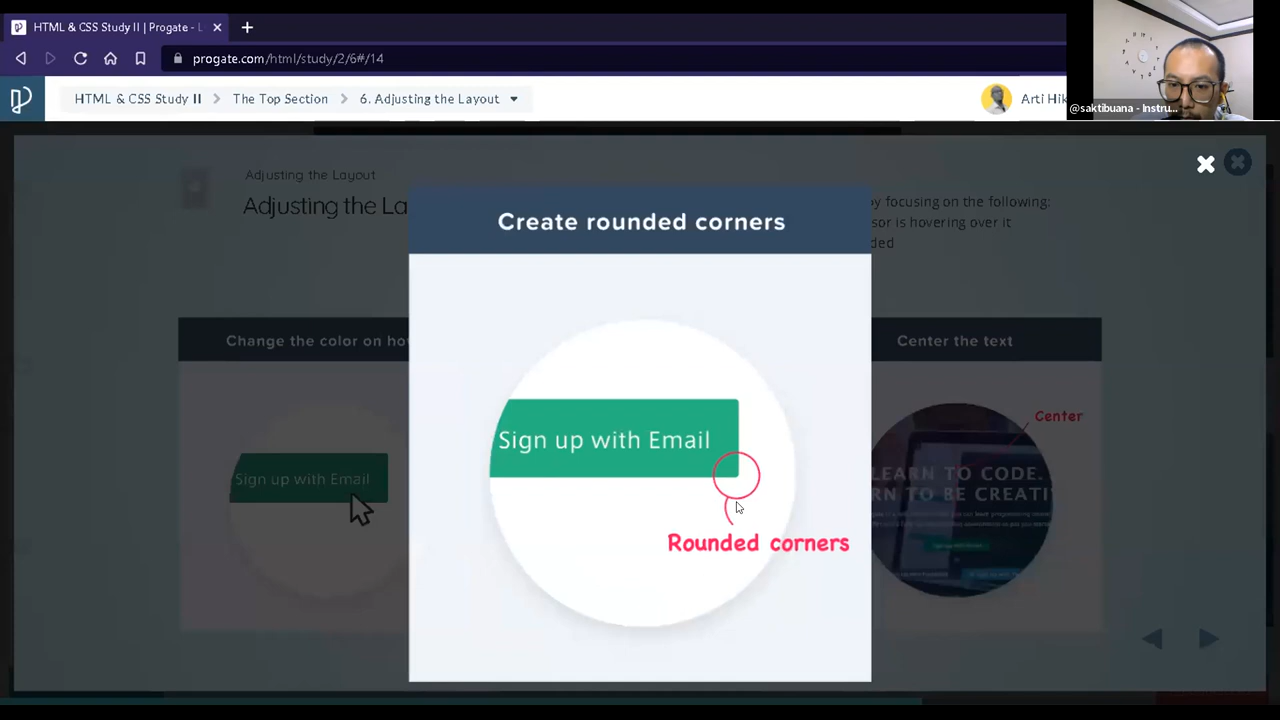 HTML & CSS Study II | Progate - L
progate.com/html/study/2/6#/14
HTML & CSS Study II
The Top Section
6. Adjusting the Layout
Arti Hik
@saktibuana - Instru...
Adjusting the Layout
Adjusting the La
by focusing on the following:
sor is hovering over it
ded
Create rounded corners
Change the color on ho
Center the text
Sign up with Email
Rounded corners
Sign up with Email
Center
LEARN TO CODE.
RN TO BE CREATIV